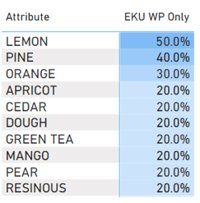 Attribute EKU WP Only
LEMON 50.0%
PINE 40.0%
ORANGE 30.0%
APRICOT 20.0%
CEDAR 20.0%
DOUGH 20.0%
GREEN TEA 20.0%
MANGO 20.0%
PEAR 20.0%
RESINOUS 20.0%